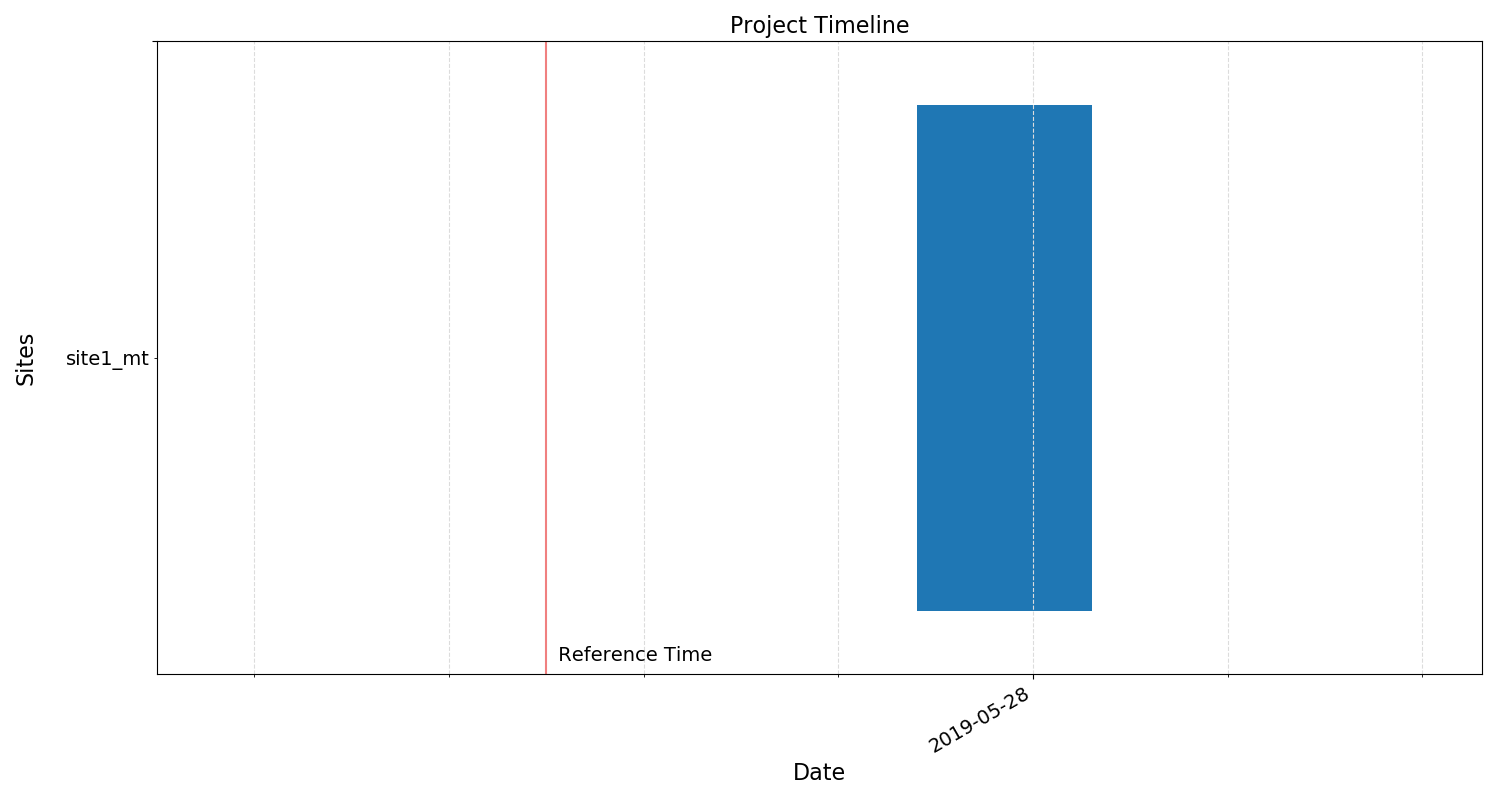 Project Timeline
Sites
site1_mt
Reference Time
2019-05-28
Date